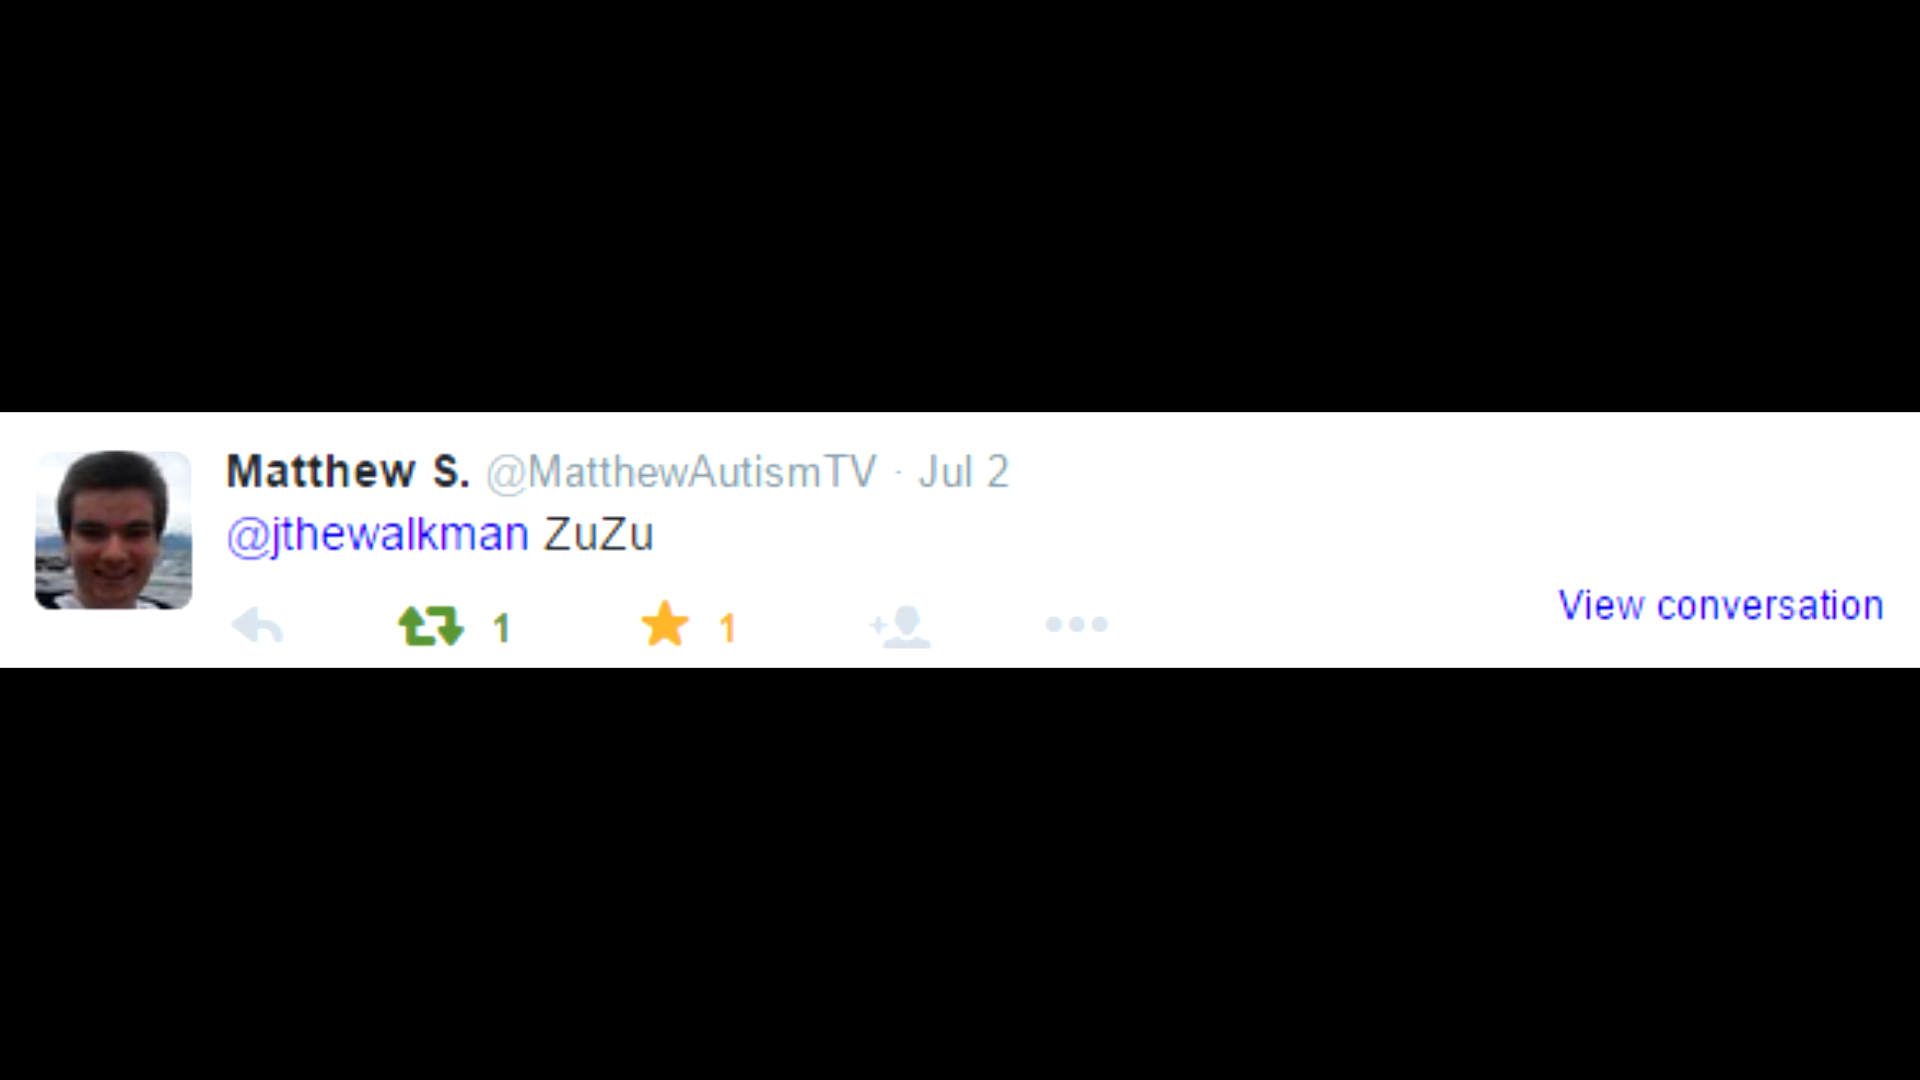 Matthew S. @MatthewAutismTV · Jul 2
@jthewalkman ZuZu
1 1
View conversation